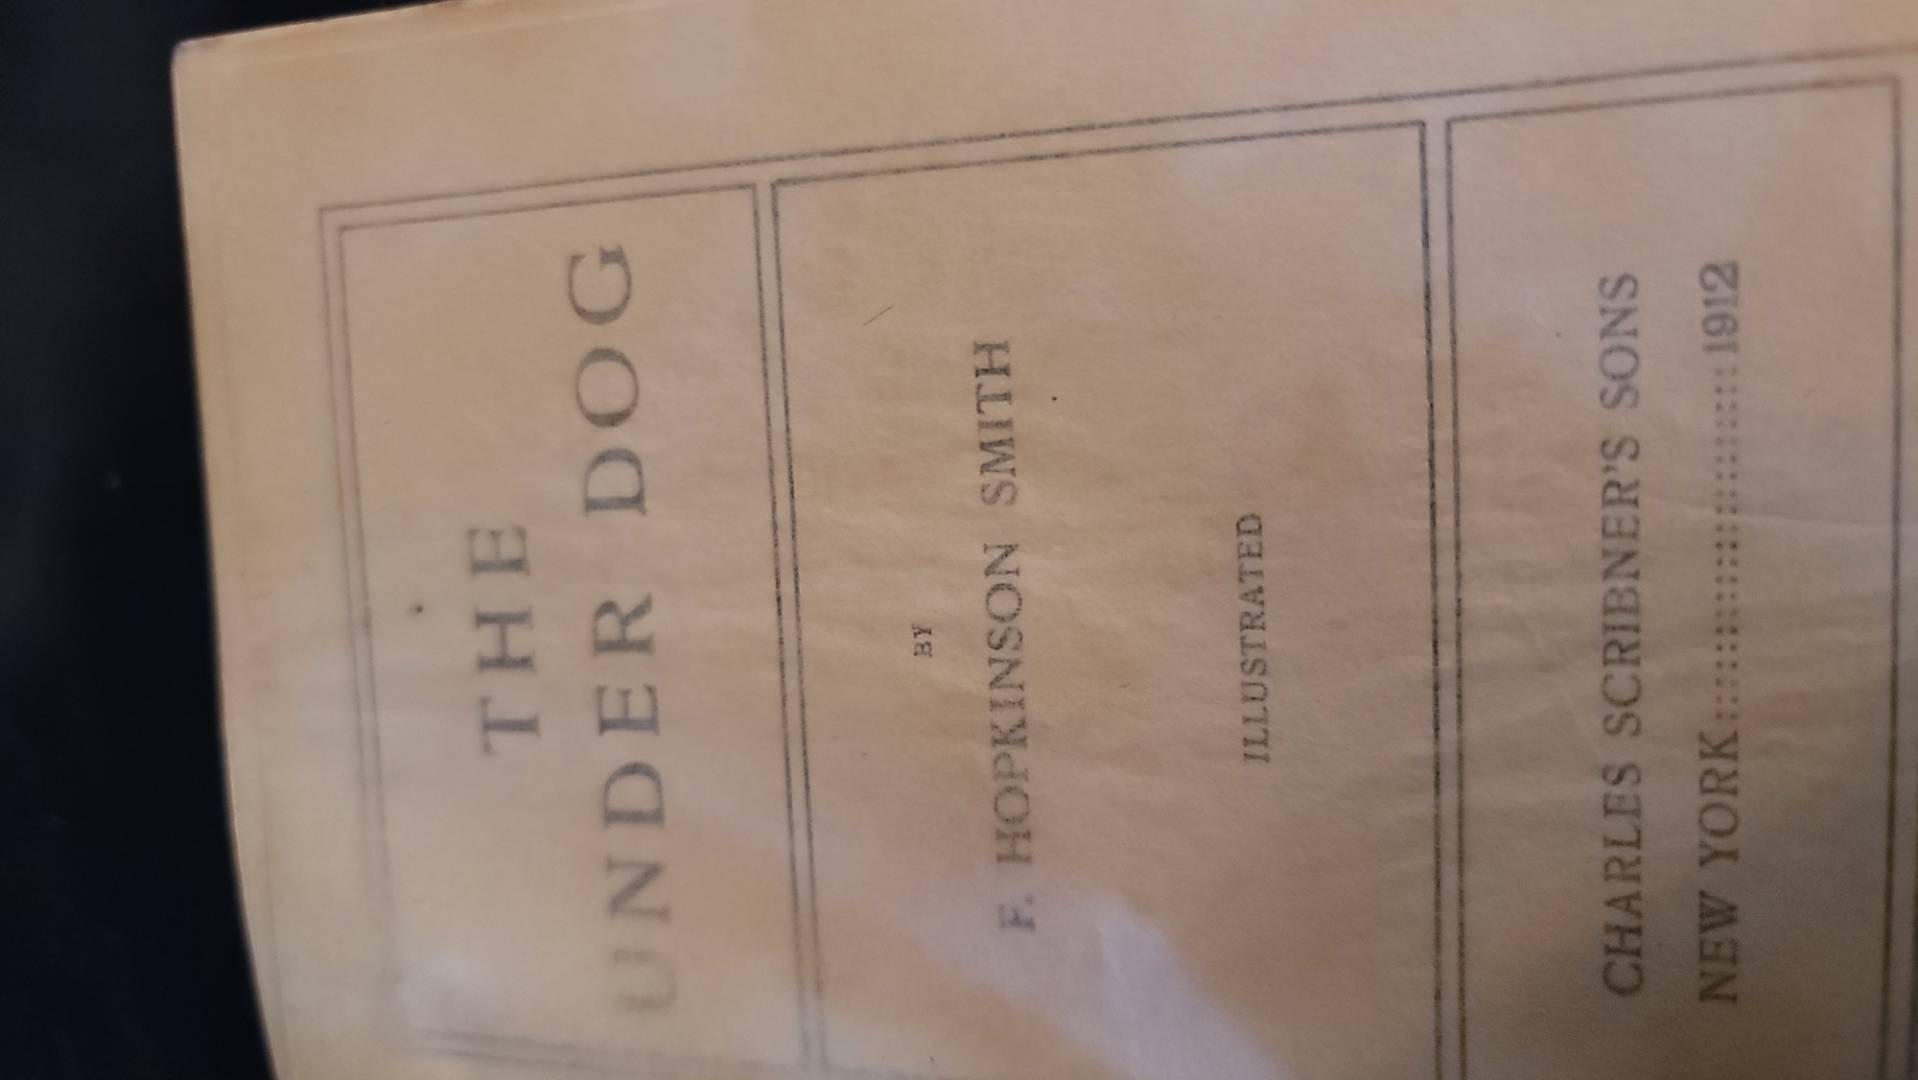 THE
UNDER DOG
BY
F. HOPKINSON SMITH
ILLUSTRATED
CHARLES SCRIBNER'S SONS
NEW YORK::::::::::::::::::::::::::::1912